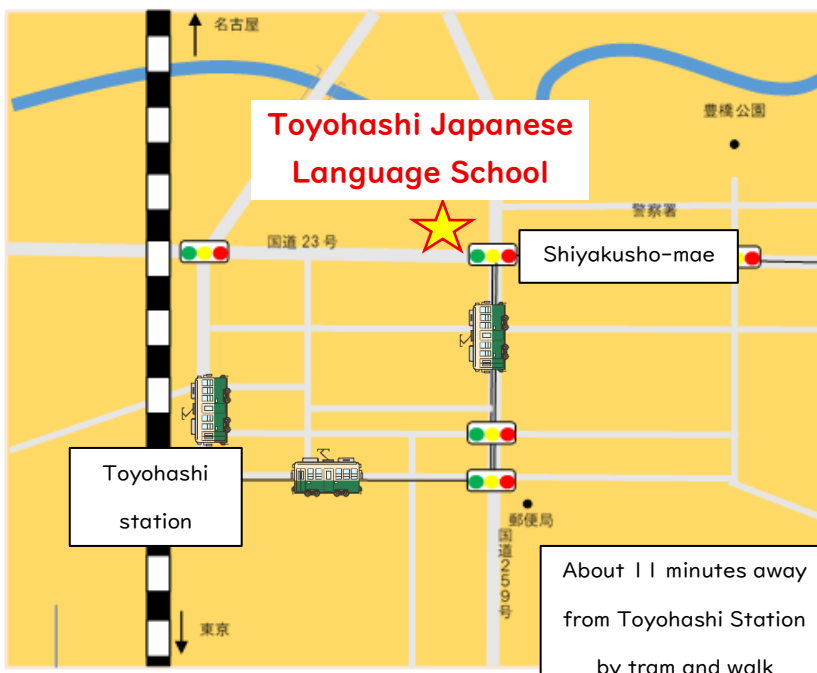 名古屋
豊橋公園
Toyohashi Japanese
Language School
警察署
国道 23 号
Shiyakusho-mae
Toyohashi
station
郵便局
国道259号
About 11 minutes away
from Toyohashi Station
by tram and walk
東京